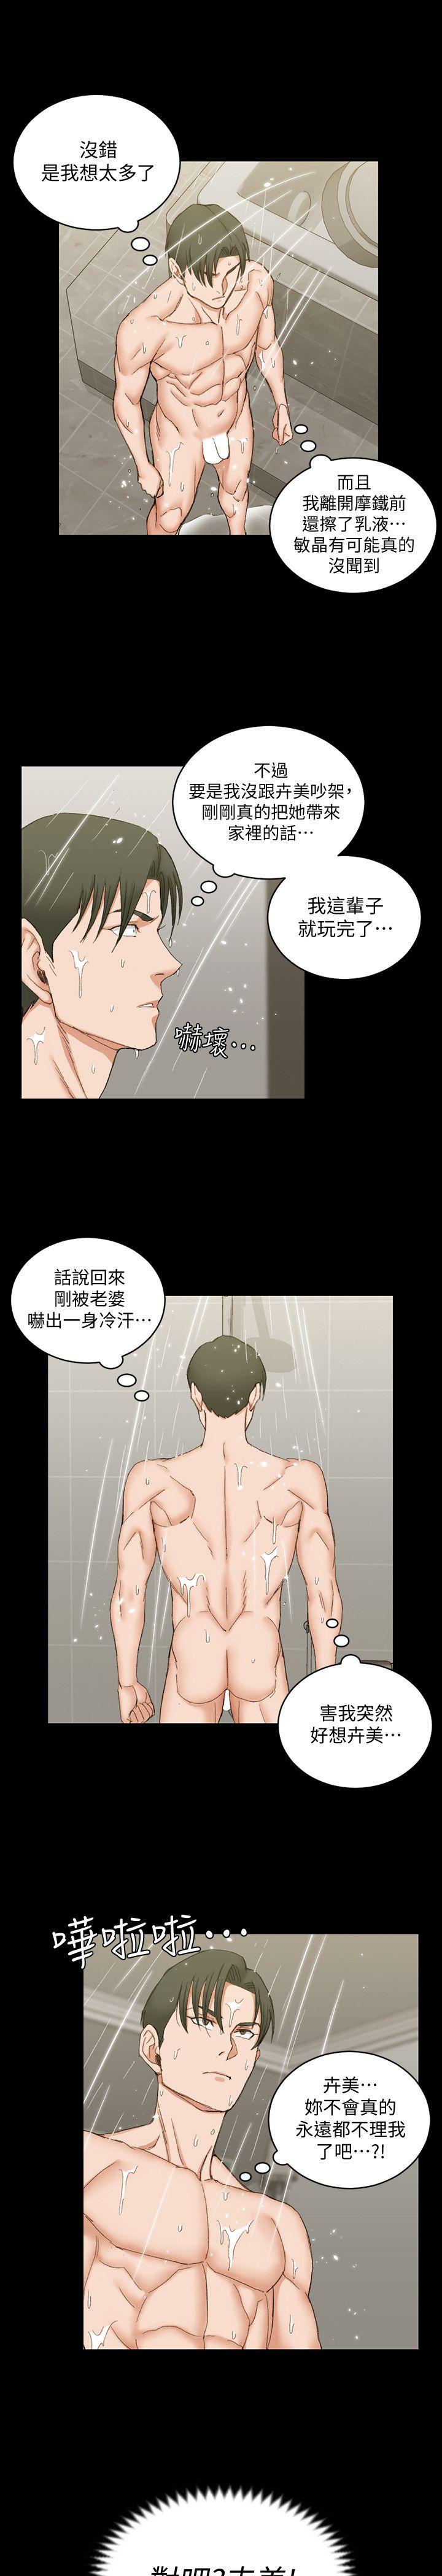 沒錯
是我想太多了
而且
我離開摩鐵前
還擦了乳液…
敏晶有可能真的
沒聞到
不過
要是我沒跟卉美吵架，
剛剛真的把她帶來
家裡的話…
我這輩子
就玩完了…
嚇壞…
話說回來
剛被老婆
嚇出一身冷汗…
害我突然
好想卉美…
嘩啦啦…
卉美…
妳不會真的
永遠都不理我
了吧…?!